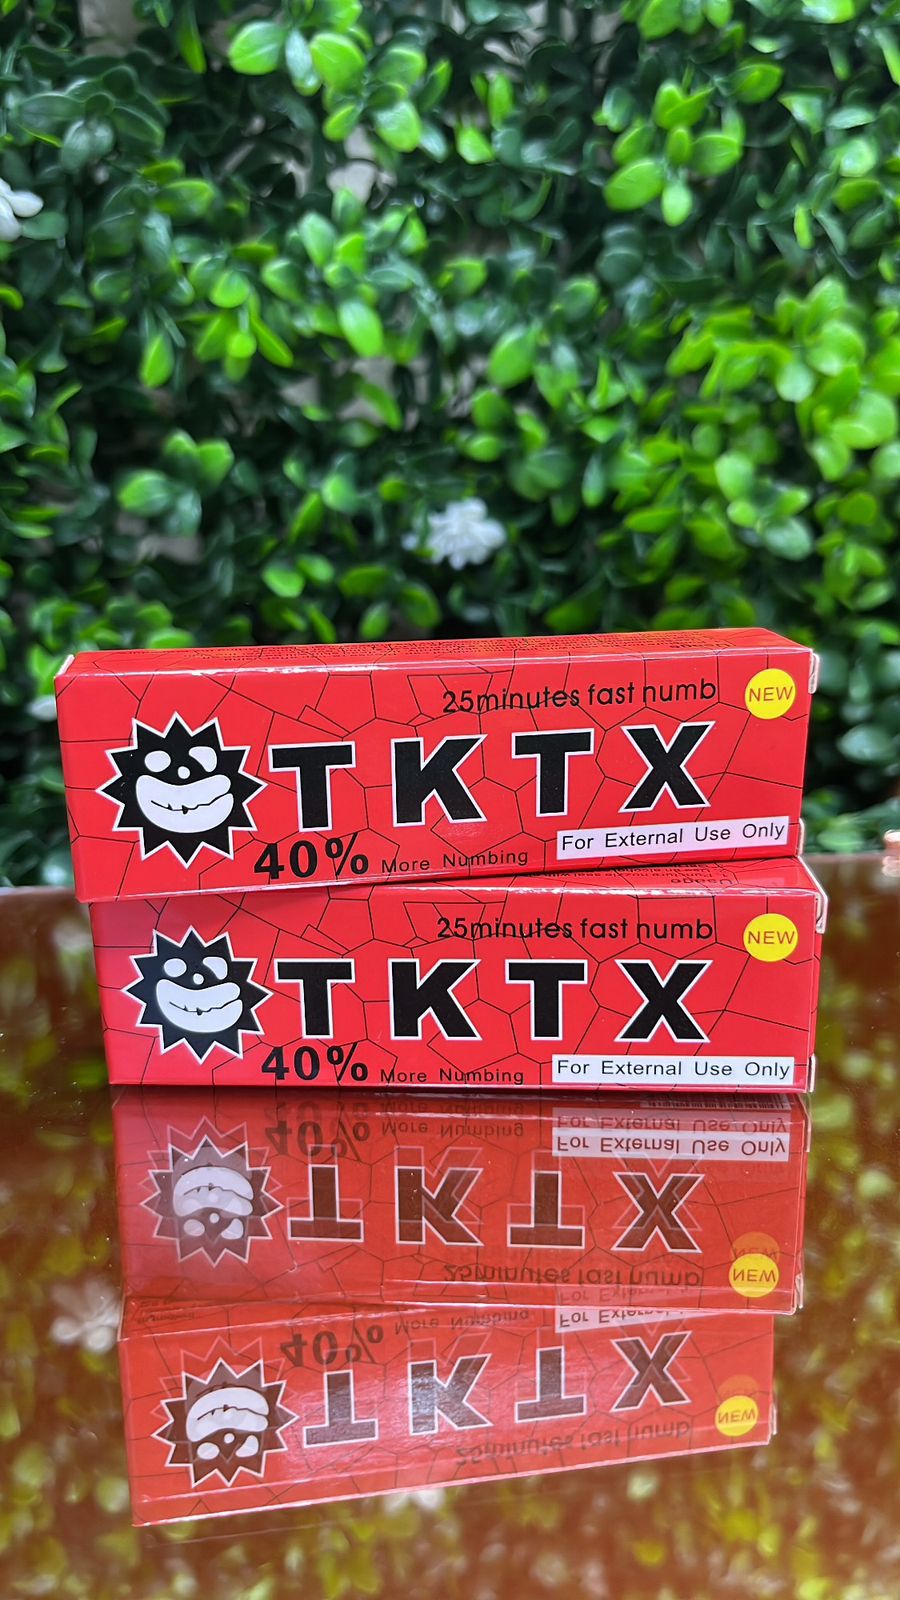 25minutes fast numb
NEW
TKTX
40% More Numbing
For External Use Only
25minutes fast numb
NEW
TKTX
40% More Numbing
For External Use Only